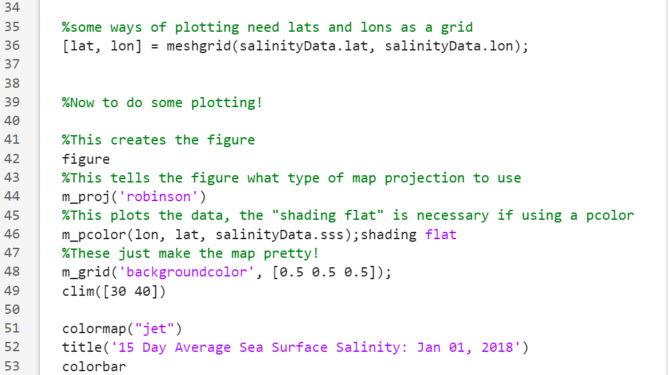 34
35 %some ways of plotting need lats and lons as a grid
36 [lat, lon] = meshgrid(salinityData.lat, salinityData.lon);
37
38
39 %Now to do some plotting!
40
41 %This creates the figure
42 figure
43 %This tells the figure what type of map projection to use
44 m_proj('robinson')
45 %This plots the data, the "shading flat" is necessary if using a pcolor
46 m_pcolor(lon, lat, salinityData.sss);shading flat
47 %These just make the map pretty!
48 m_grid('backgroundcolor', [0.5 0.5 0.5]);
49 clim([30 40])
50
51 colormap("jet")
52 title('15 Day Average Sea Surface Salinity: Jan 01, 2018')
53 colorbar